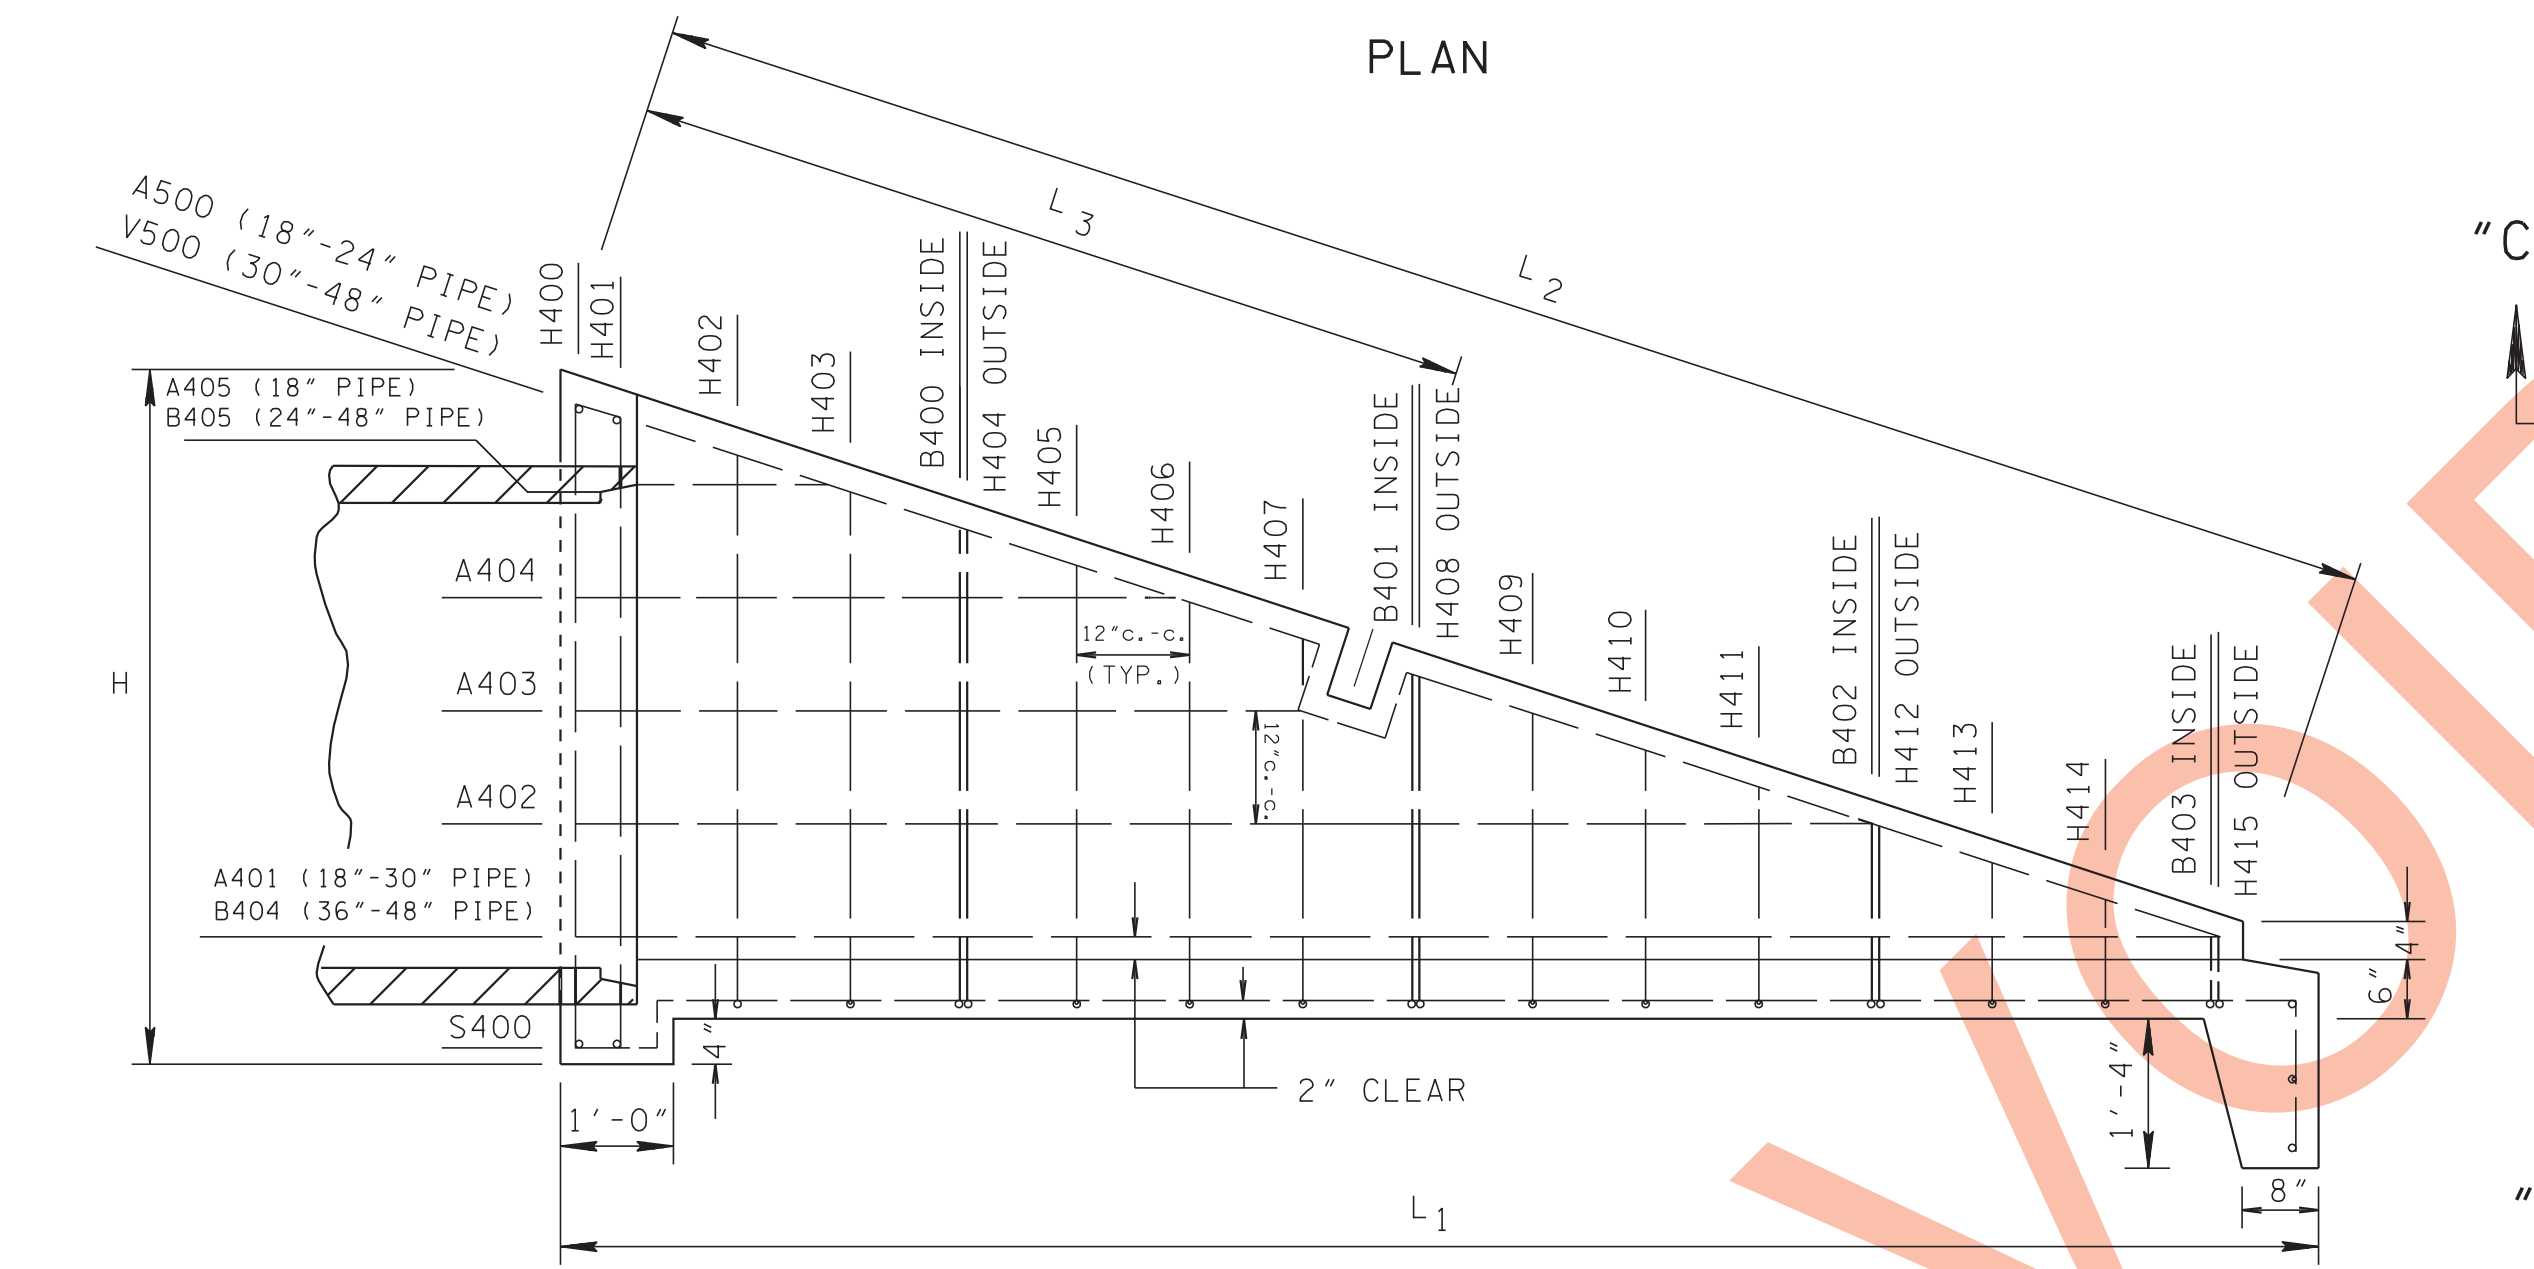 PLAN
"C
L2
L3
A500 (18"-24" PIPE)
V500 (30"-48" PIPE)
H400
H401
H402
H403
B400 INSIDE
H404 OUTSIDE
H405
H406
H407
B401 INSIDE
H408 OUTSIDE
H409
H410
H411
B402 INSIDE
H412 OUTSIDE
H413
H414
B403 INSIDE
H415 OUTSIDE
A405 (18" PIPE)
B405 (24"-48" PIPE)
A404
12"c.-c.
(TYP.)
H
A403
12"c.-c.
A402
A401 (18"-30" PIPE)
B404 (36"-48" PIPE)
4"
6"
S400
4"
2" CLEAR
1'-4"
1'-0"
8"
L1
"